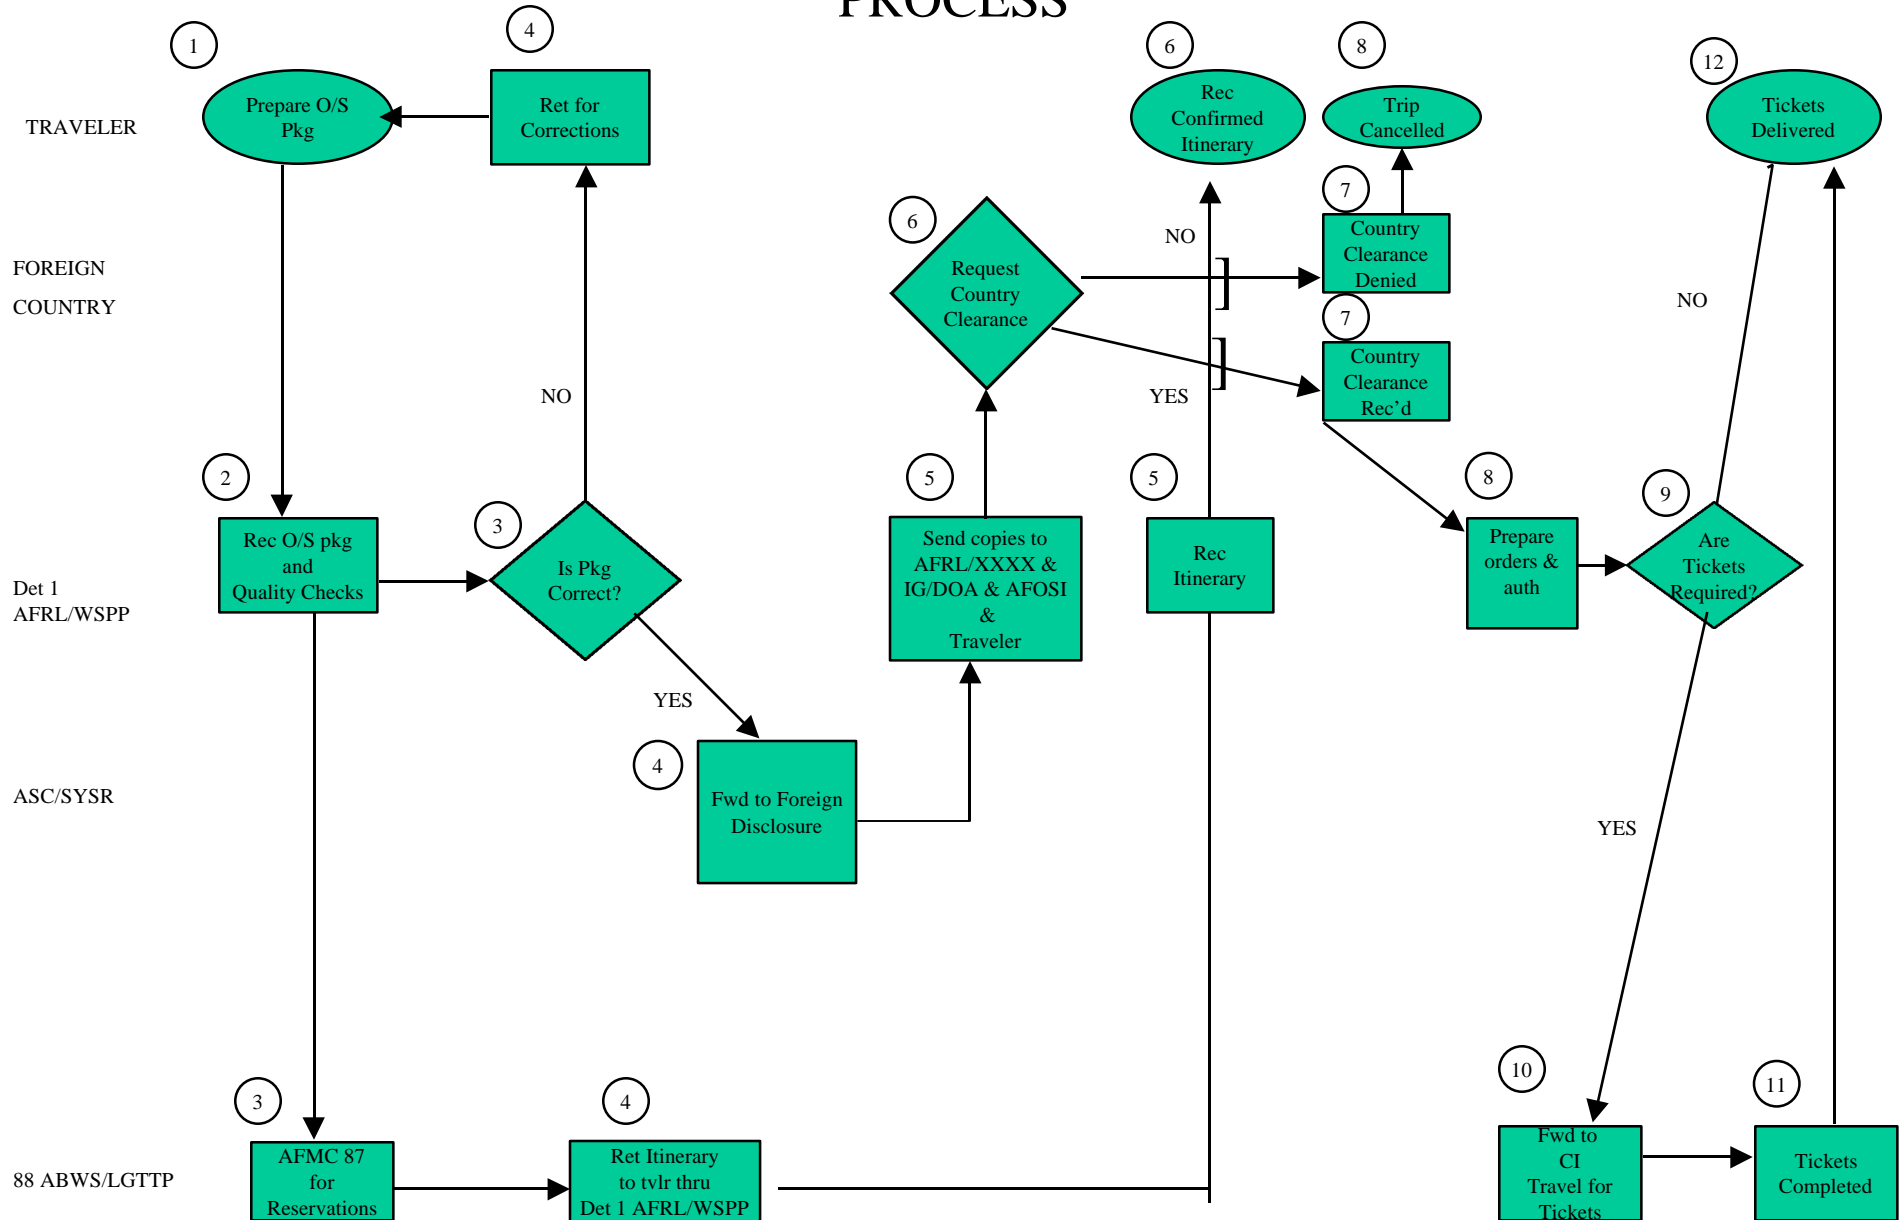 PROCESS
1
4
6
8
12
Prepare O/S
Pkg
Ret for
Corrections
Rec
Confirmed
Itinerary
Trip
Cancelled
Tickets
Delivered
TRAVELER
7
6
NO
Country
Clearance
Denied
FOREIGN
COUNTRY
Request
Country
Clearance
NO
7
Country
Clearance
Rec’d
NO
YES
2
3
5
5
8
9
Rec O/S pkg
and
Quality Checks
Is Pkg
Correct?
Send copies to
AFRL/XXXX &
IG/DOA & AFOSI
&
Traveler
Rec
Itinerary
Prepare
orders &
auth
Are
Tickets
Required?
Det 1
AFRL/WSPP
YES
4
ASC/SYSR
Fwd to Foreign
Disclosure
YES
3
4
10
11
88 ABWS/LGTTP
AFMC 87
for
Reservations
Ret Itinerary
to tvlr thru
Det 1 AFRL/WSPP
Fwd to
CI
Travel for
Tickets
Tickets
Completed